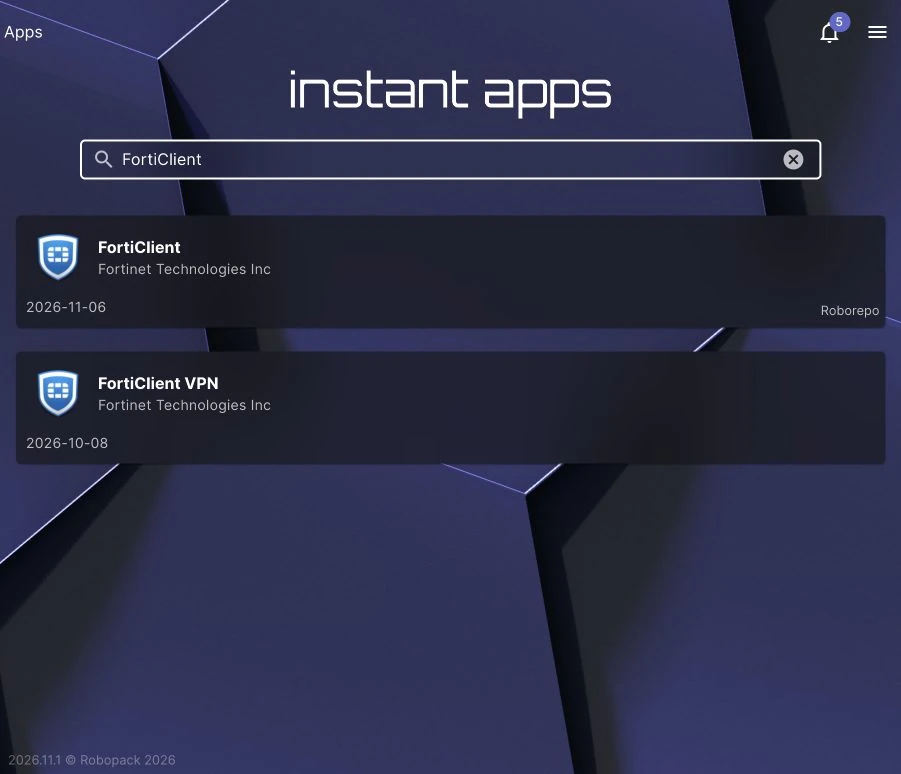 Apps
5
instant apps
FortiClient
FortiClient
Fortinet Technologies Inc
2026-11-06
Roborepo
FortiClient VPN
Fortinet Technologies Inc
2026-10-08
2026.11.1 © Robopack 2026